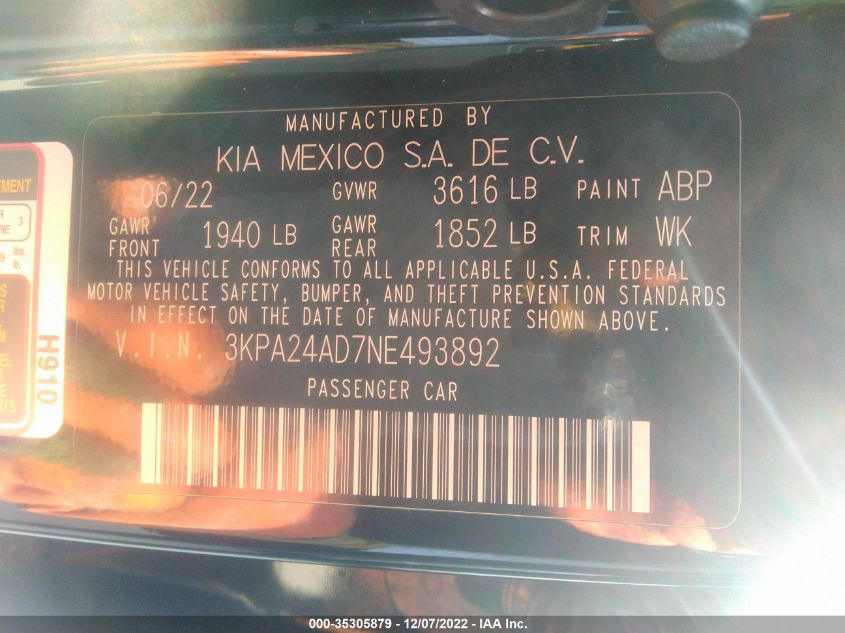 MANUFACTURED BY
KIA MEXICO S.A. DE C.V.
06/22 GVWR 3616 LB PAINT ABP
GAWR FRONT 1940 LB GAWR REAR 1852 LB TRIM WK
THIS VEHICLE CONFORMS TO ALL APPLICABLE U.S.A. FEDERAL
MOTOR VEHICLE SAFETY, BUMPER, AND THEFT PREVENTION STANDARDS
IN EFFECT ON THE DATE OF MANUFACTURE SHOWN ABOVE.
V.I.N. 3KPA24AD7NE493892
PASSENGER CAR
3
lbs.
lb.
H910
000-35305879 - 12/07/2022 - IAA Inc.